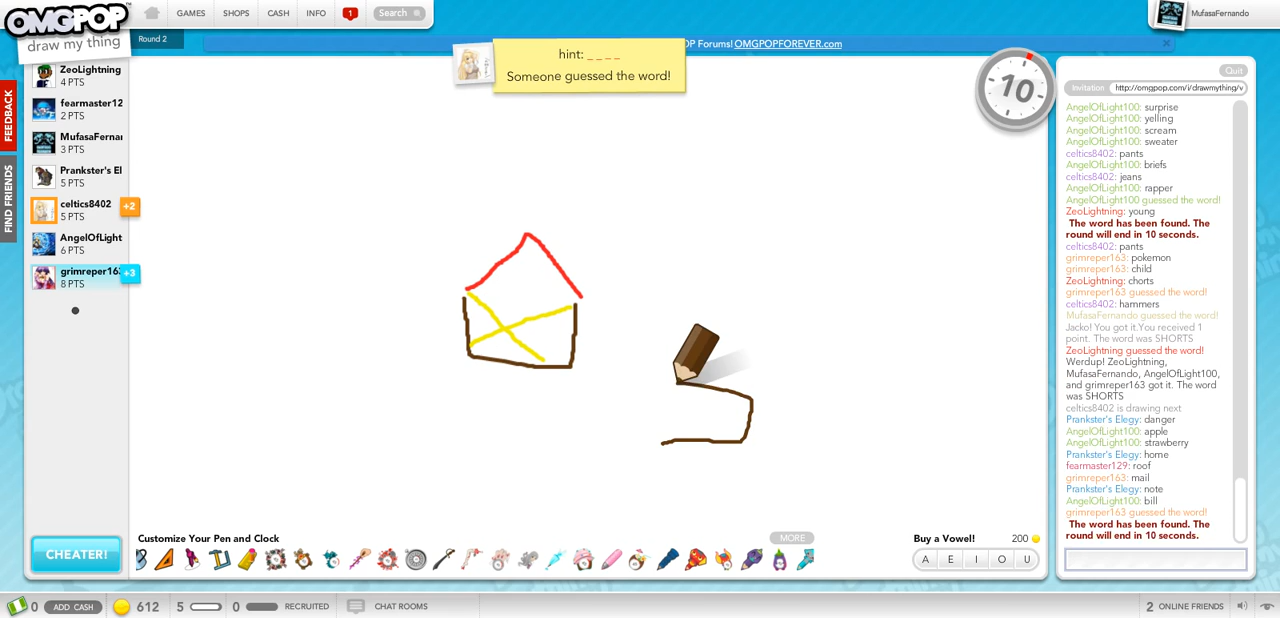 OMGPOP™
draw my thing
GAMES
SHOPS
CASH
INFO
1
Search
MufasaFernando
Round 2
OP Forums! OMGPOPFOREVER.com
hint: _ _ _ _
Someone guessed the word!
10
FEEDBACK
FIND FRIENDS
ZeoLightning
4 PTS
fearmaster12
2 PTS
MufasaFernan
3 PTS
Prankster's El
5 PTS
celtics8402
5 PTS
+2
AngelOfLight
6 PTS
grimreper163
8 PTS
+3
CHEATER!
Quit
Invitation
http://omgpop.com/i/drawmything/v
AngelOfLight100: surprise
AngelOfLight100: yelling
AngelOfLight100: scream
AngelOfLight100: sweater
celtics8402: pants
AngelOfLight100: briefs
celtics8402: jeans
AngelOfLight100: rapper
AngelOfLight100 guessed the word!
ZeoLightning: young
The word has been found. The
round will end in 10 seconds.
celtics8402: pants
grimreper163: pokemon
grimreper163: child
ZeoLightning: chorts
grimreper163 guessed the word!
celtics8402: hammers
MufasaFernando guessed the word!
Jacko! You got it.You received 1
point. The word was SHORTS
ZeoLightning guessed the word!
Werdup! ZeoLightning,
MufasaFernando, AngelOfLight100,
and grimreper163 got it. The word
was SHORTS
celtics8402 is drawing next
Prankster's Elegy: danger
AngelOfLight100: apple
AngelOfLight100: strawberry
Prankster's Elegy: home
fearmaster129: roof
grimreper163: mail
Prankster's Elegy: note
AngelOfLight100: bill
grimreper163 guessed the word!
The word has been found. The
round will end in 10 seconds.
Customize Your Pen and Clock
MORE
Buy a Vowel!
200
A E I O U
0
ADD CASH
612
5
0
RECRUITED
CHAT ROOMS
2 ONLINE FRIENDS